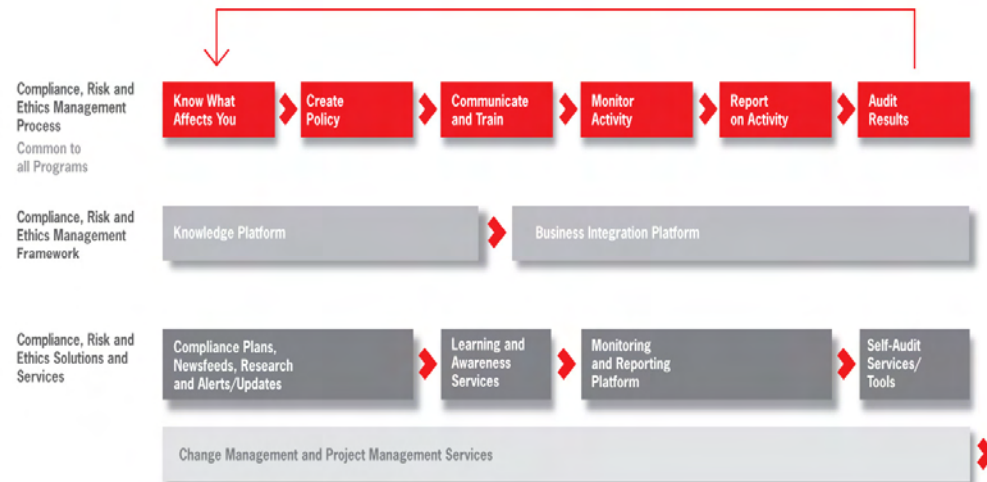 Compliance, Risk and
Ethics Management
Process
Common to
all Programs
Know What
Affects You
Create
Policy
Communicate
and Train
Monitor
Activity
Report
on Activity
Audit
Results
Compliance, Risk and
Ethics Management
Framework
Knowledge Platform
Business Integration Platform
Compliance, Risk and
Ethics Solutions and
Services
Compliance Plans,
Newsfeeds, Research
and Alerts/Updates
Learning and
Awareness
Services
Monitoring
and Reporting
Platform
Self-Audit
Services/
Tools
Change Management and Project Management Services